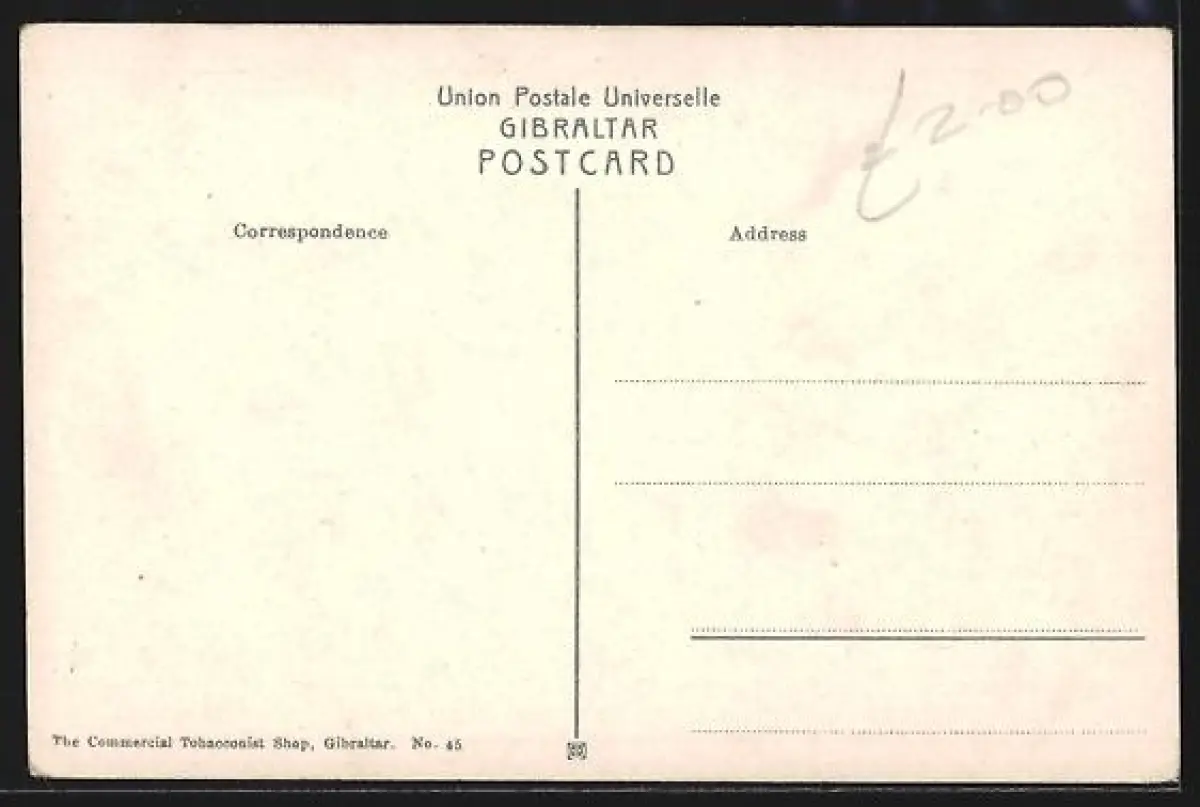 Union Postale Universelle
GIBRALTAR
POSTCARD
£2.00
Correspondence
Address
The Commercial Tobacconist Shop, Gibraltar. No. 45